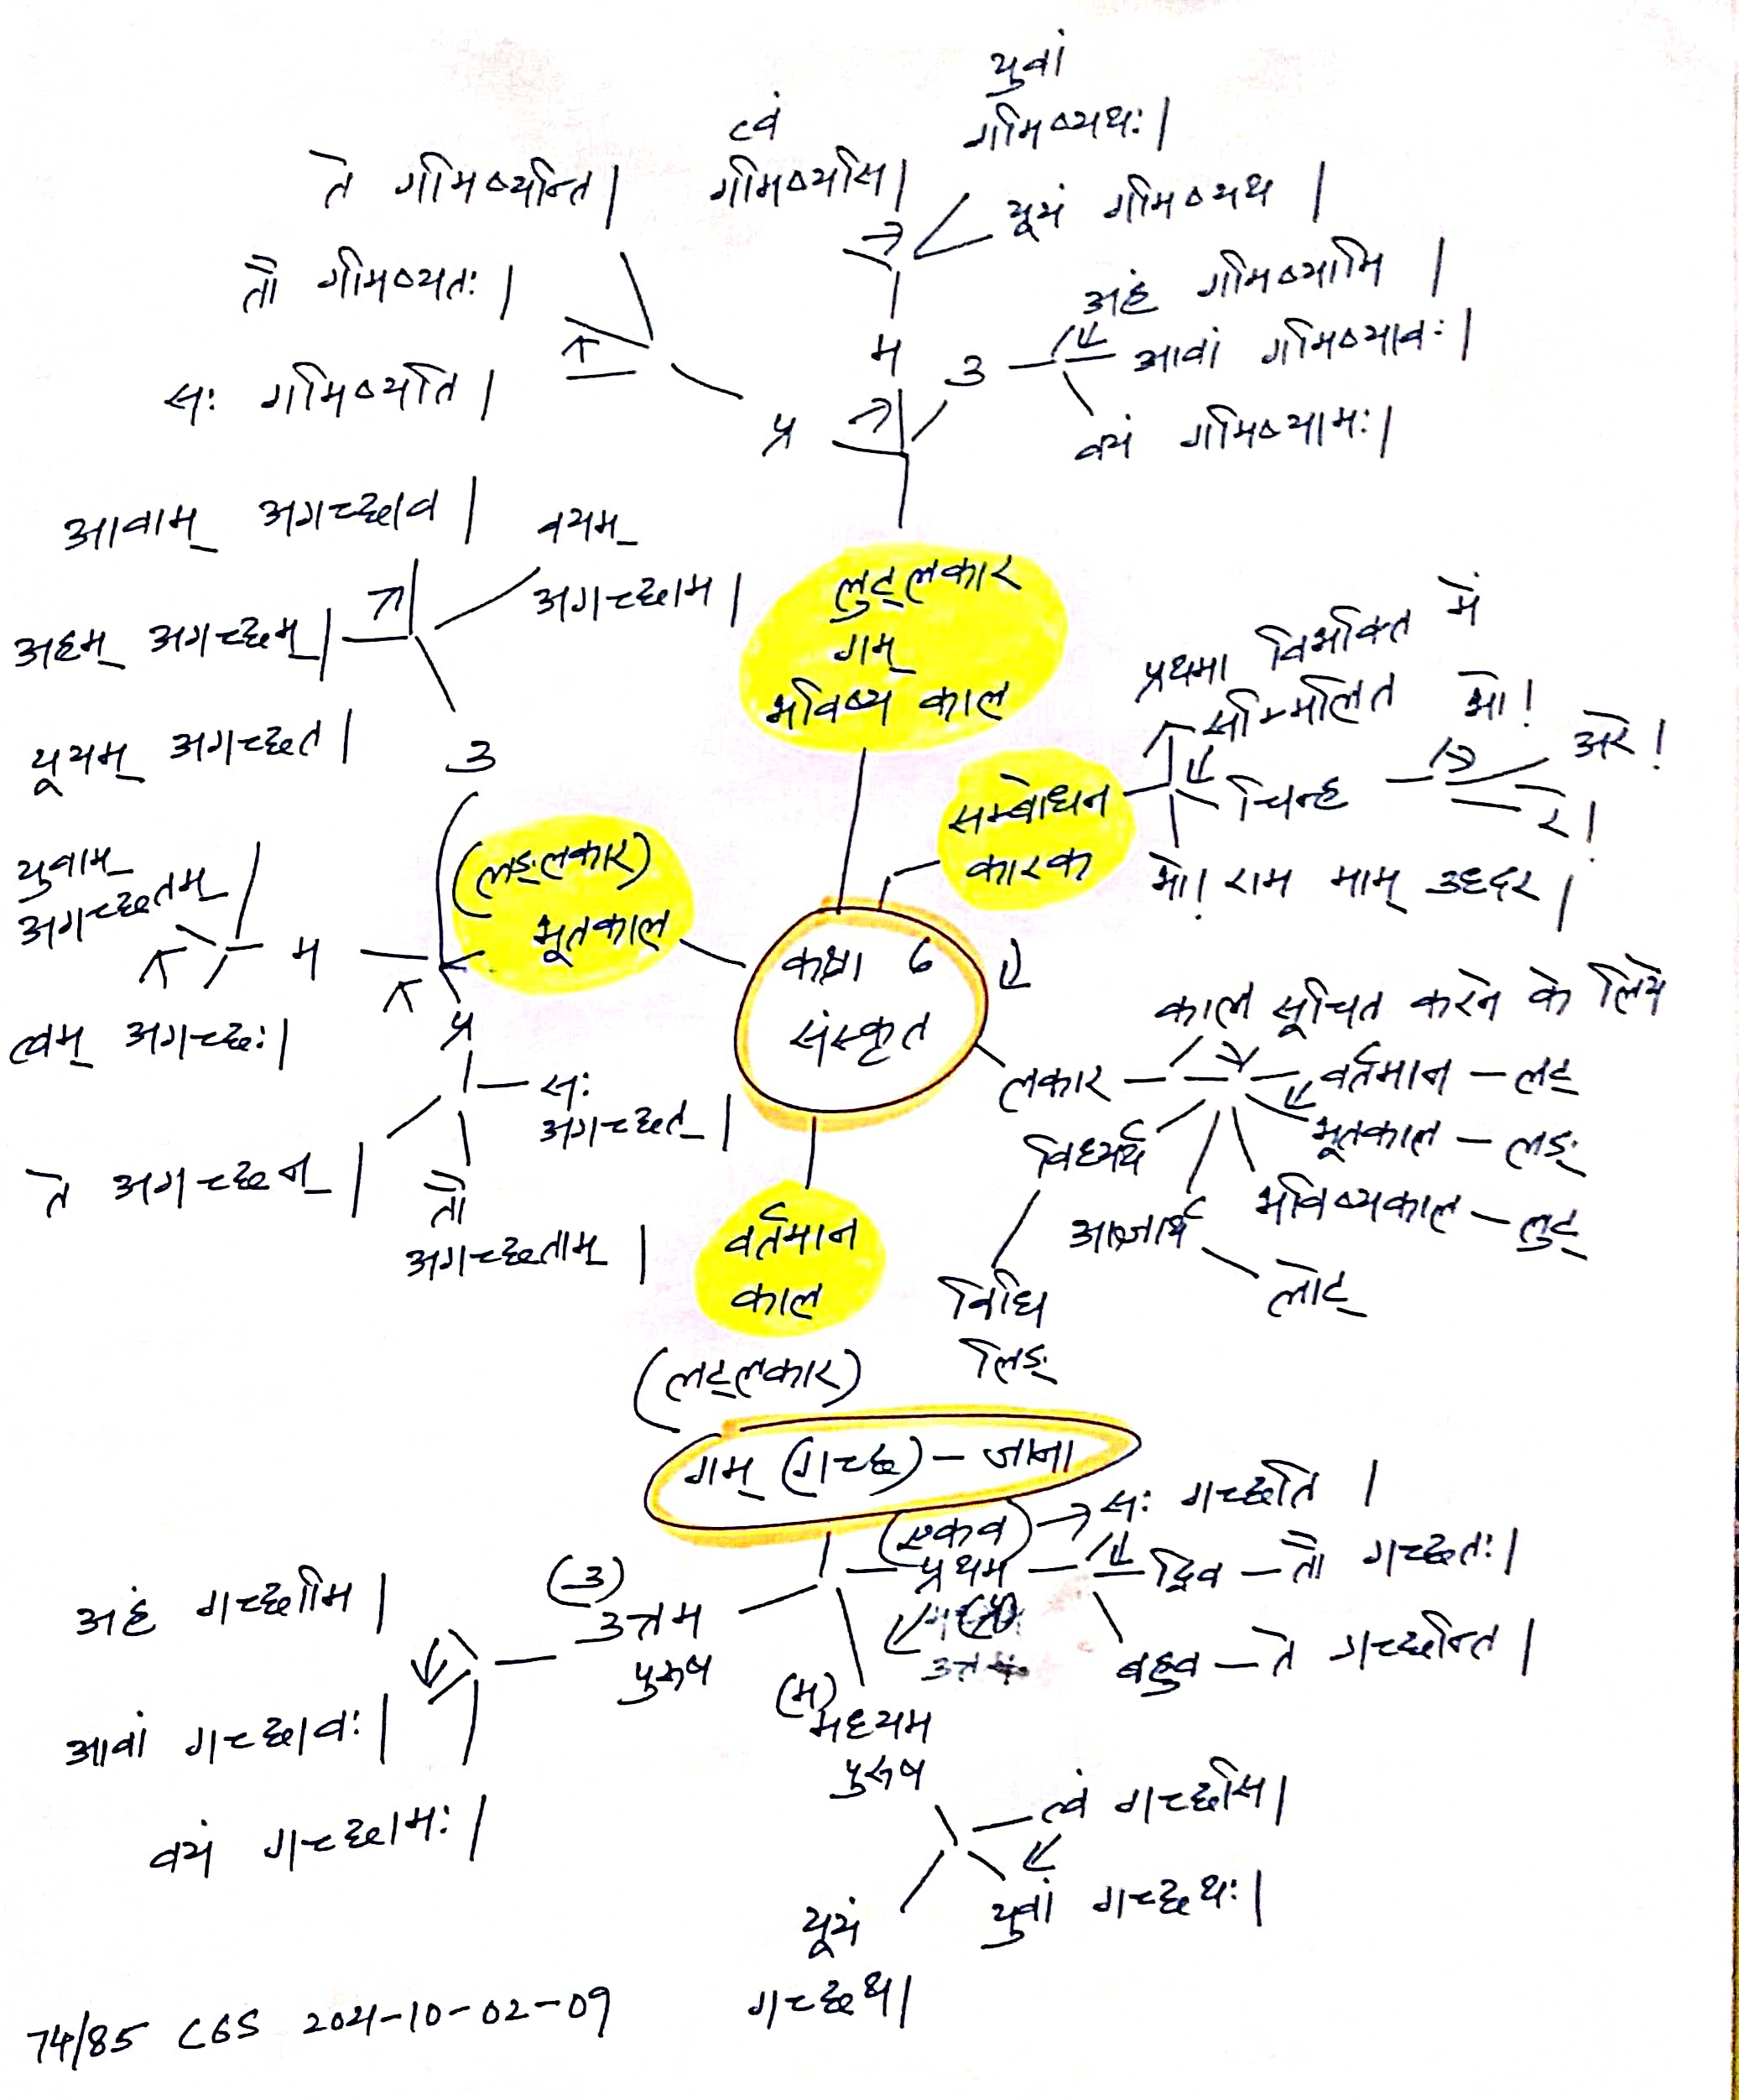 युवां
गमिष्यथः।
त्वं
गमिष्यसि।
यूयं गमिष्यथ।
ते गमिष्यन्ति।
तौ गमिष्यतः।
सः गमिष्यति।
प्र
म
उ
अहं गमिष्यामि।
आवां गमिष्यावः।
वयं गमिष्यामः।
लृट्लकार
गम्
भविष्य काल
आवाम् अगच्छाव।
वयम्
अगच्छाम।
अहम् अगच्छम्।
उ
यूयम् अगच्छत।
युवाम्
अगच्छतम्
म
त्वम् अगच्छः।
(लङ्लकार)
भूतकाल
प्र
सः
अगच्छत्।
ते अगच्छन्।
तौ
अगच्छताम्।
प्रथमा विभक्ति में
सम्मिलित
सम्बोधन
कारक
चिन्ह
भो!
अरे!
रे!
भो! राम माम् उद्धर।
कक्षा 6
संस्कृत
काल सूचित करने के लिये
लकार
वर्तमान - लट्
भूतकाल - लङ्
भविष्यकाल - लृट्
आज्ञार्थ
लोट्
विध्यर्थ
विधि
लिङ्
वर्तमान
काल
(लट्लकार)
गम् (गच्छ) - जाना
(एकव)
सः गच्छति।
प्रथम
द्विव - तौ गच्छतः।
बहुव - ते गच्छन्ति।
(उ)
उत्तम
पुरुष
अहं गच्छामि।
आवां गच्छावः।
वयं गच्छामः।
(म)
मध्यम
पुरुष
त्वं गच्छसि।
युवां गच्छथः।
यूयं
गच्छथ।
74/85 C6S 2021-10-02-09